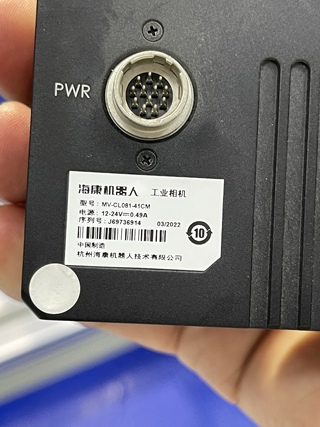 PWR
海康机器人 工业相机
型号: MV-CL081-41CM
电源: 12-24V⎓0.49A
序列号: J69736914 03/2022
10
中国制造
杭州海康机器人技术有限公司